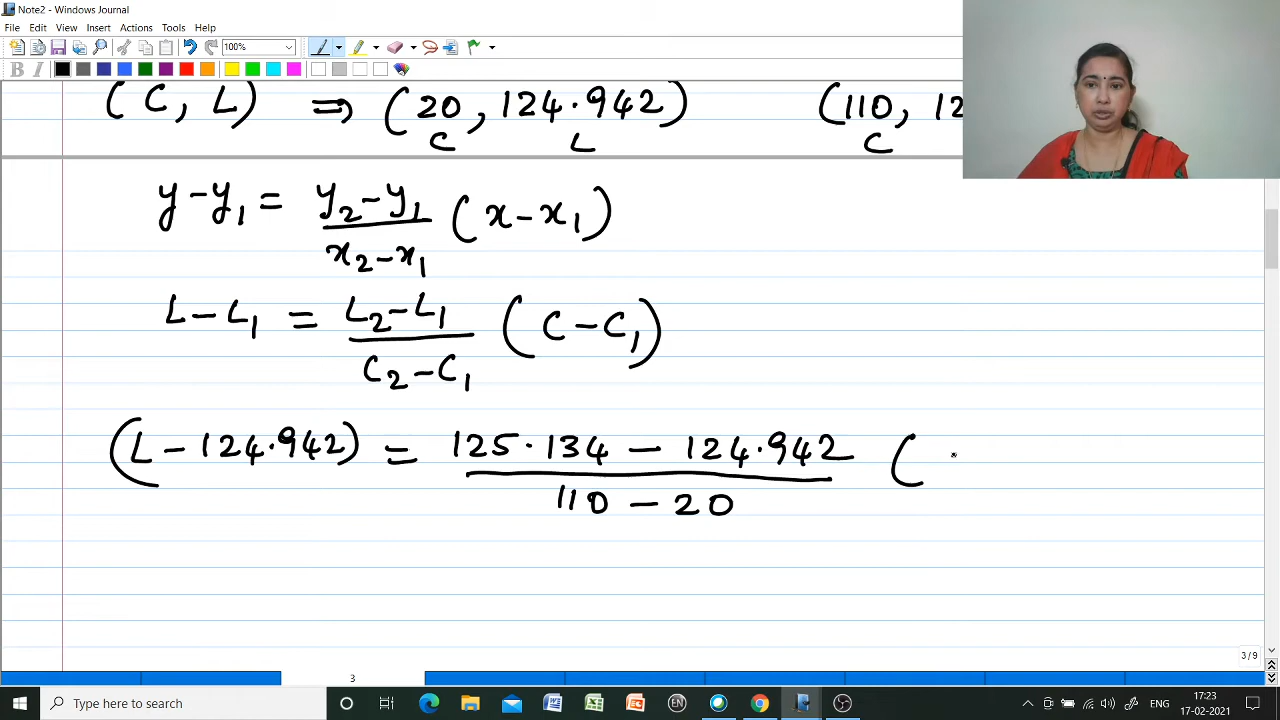 Note2 - Windows Journal
File Edit View Insert Actions Tools Help
100%
B I
(C, L) ⇒ (20, 124.942) (110, 12
C L C
y-y₁ = y₂-y₁ / x₂-x₁ (x-x₁)
L-L₁ = L₂-L₁ / C₂-C₁ (C-C₁)
(L-124.942) = 125.134 - 124.942 / 110 - 20 (
3/9
3
Type here to search
EN
ENG
17:23
17-02-2021